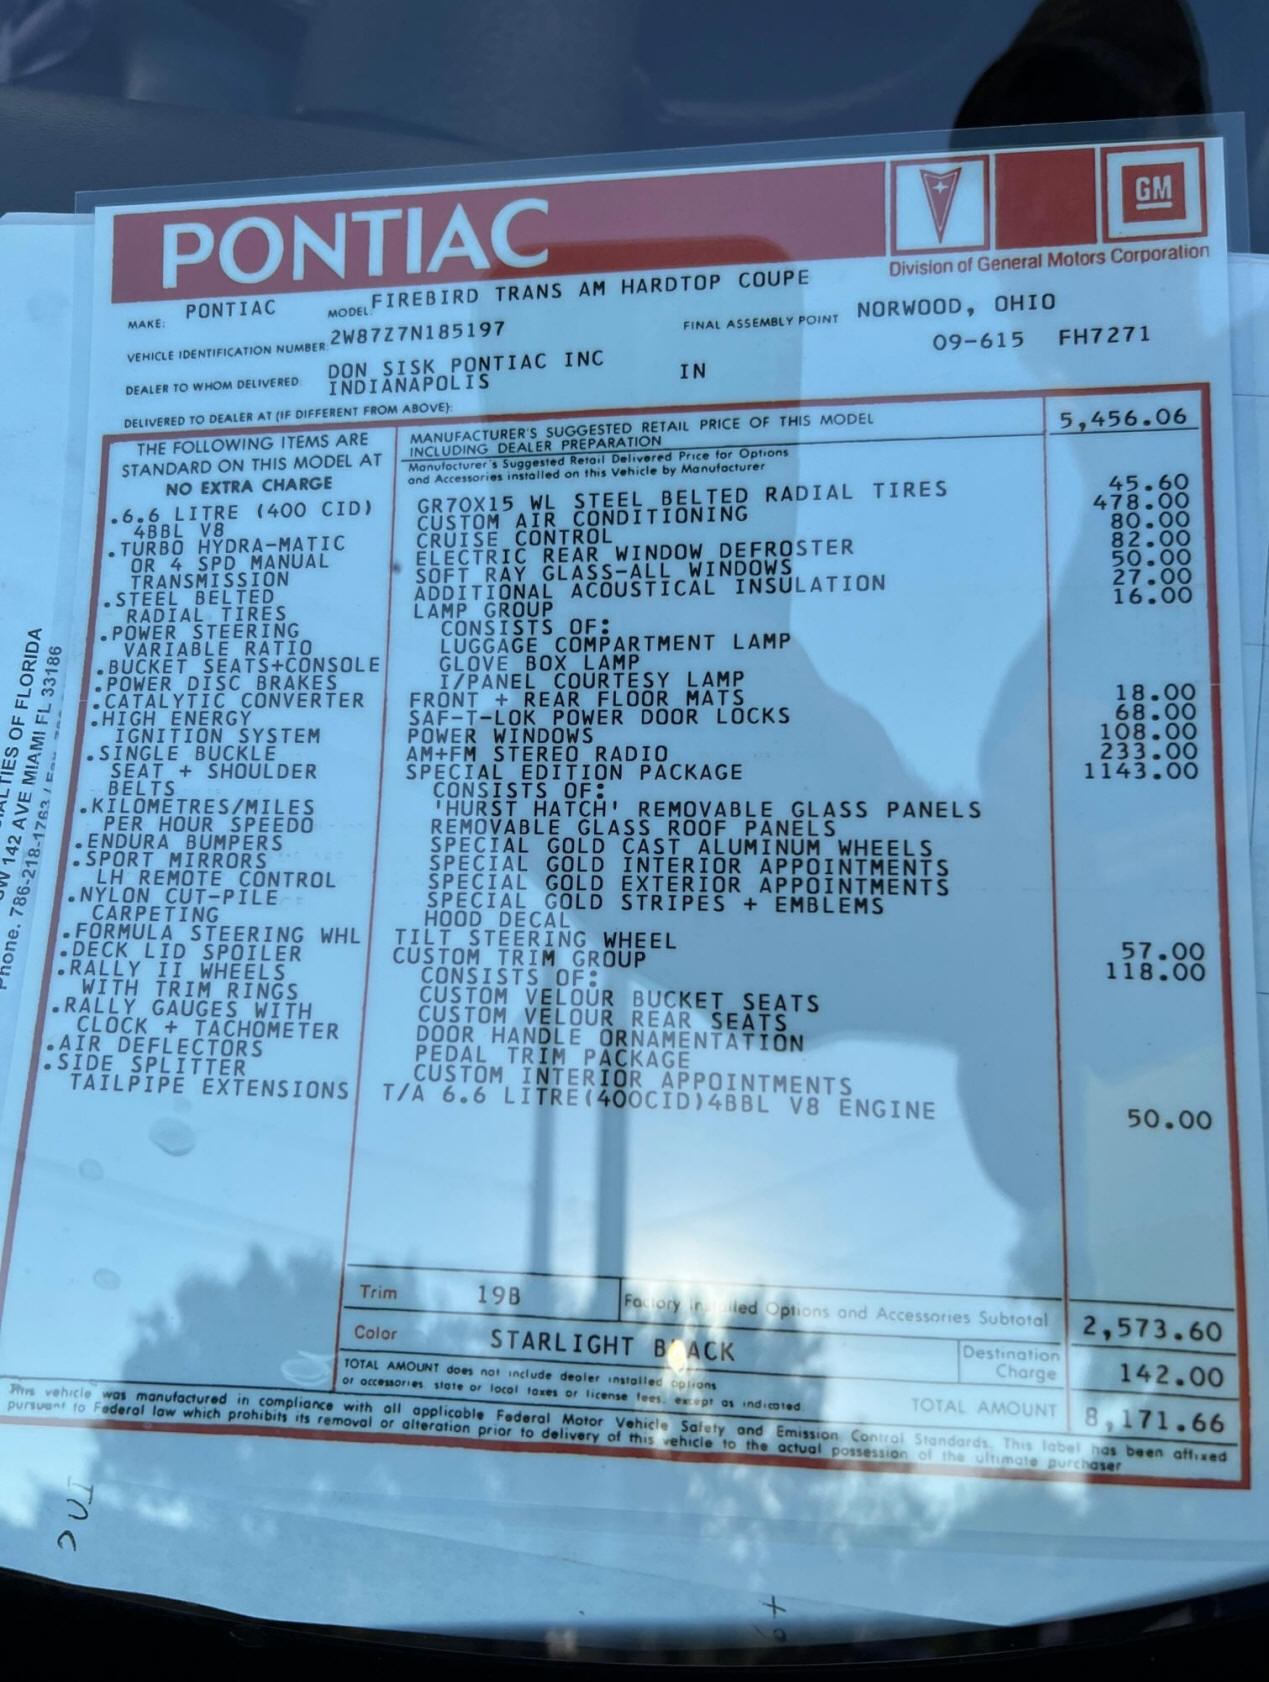 PONTIAC
GM
Division of General Motors Corporation
MAKE: PONTIAC MODEL: FIREBIRD TRANS AM HARDTOP COUPE
VEHICLE IDENTIFICATION NUMBER: 2W87Z7N185197 FINAL ASSEMBLY POINT NORWOOD, OHIO
09-615 FH7271
DEALER TO WHOM DELIVERED: DON SISK PONTIAC INC
INDIANAPOLIS IN
DELIVERED TO DEALER AT (IF DIFFERENT FROM ABOVE):
THE FOLLOWING ITEMS ARE
STANDARD ON THIS MODEL AT
NO EXTRA CHARGE
.6.6 LITRE (400 CID)
4BBL V8
.TURBO HYDRA-MATIC
OR 4 SPD MANUAL
TRANSMISSION
.STEEL BELTED
RADIAL TIRES
.POWER STEERING
VARIABLE RATIO
.BUCKET SEATS+CONSOLE
.POWER DISC BRAKES
.CATALYTIC CONVERTER
.HIGH ENERGY
IGNITION SYSTEM
.SINGLE BUCKLE
SEAT + SHOULDER
BELTS
.KILOMETRES/MILES
PER HOUR SPEEDO
.ENDURA BUMPERS
.SPORT MIRRORS
LH REMOTE CONTROL
.NYLON CUT-PILE
CARPETING
.FORMULA STEERING WHL
.DECK LID SPOILER
.RALLY II WHEELS
WITH TRIM RINGS
.RALLY GAUGES WITH
CLOCK + TACHOMETER
.AIR DEFLECTORS
.SIDE SPLITTER
TAILPIPE EXTENSIONS
MANUFACTURER'S SUGGESTED RETAIL PRICE OF THIS MODEL
INCLUDING DEALER PREPARATION 5,456.06
Manufacturer's Suggested Retail Delivered Price for Options
and Accessories installed on this Vehicle by Manufacturer
GR70X15 WL STEEL BELTED RADIAL TIRES 45.60
CUSTOM AIR CONDITIONING 478.00
CRUISE CONTROL 80.00
ELECTRIC REAR WINDOW DEFROSTER 82.00
SOFT RAY GLASS-ALL WINDOWS 50.00
ADDITIONAL ACOUSTICAL INSULATION 27.00
LAMP GROUP 16.00
CONSISTS OF:
LUGGAGE COMPARTMENT LAMP
GLOVE BOX LAMP
I/PANEL COURTESY LAMP
FRONT + REAR FLOOR MATS 18.00
SAF-T-LOK POWER DOOR LOCKS 68.00
POWER WINDOWS 108.00
AM+FM STEREO RADIO 233.00
SPECIAL EDITION PACKAGE 1143.00
CONSISTS OF:
'HURST HATCH' REMOVABLE GLASS PANELS
REMOVABLE GLASS ROOF PANELS
SPECIAL GOLD CAST ALUMINUM WHEELS
SPECIAL GOLD INTERIOR APPOINTMENTS
SPECIAL GOLD EXTERIOR APPOINTMENTS
SPECIAL GOLD STRIPES + EMBLEMS
HOOD DECAL
TILT STEERING WHEEL 57.00
CUSTOM TRIM GROUP 118.00
CONSISTS OF:
CUSTOM VELOUR BUCKET SEATS
CUSTOM VELOUR REAR SEATS
DOOR HANDLE ORNAMENTATION
PEDAL TRIM PACKAGE
CUSTOM INTERIOR APPOINTMENTS
T/A 6.6 LITRE(400CID)4BBL V8 ENGINE 50.00
Trim 19B Factory Installed Options and Accessories Subtotal 2,573.60
Color STARLIGHT BLACK Destination
Charge 142.00
TOTAL AMOUNT does not include dealer installed options
or accessories, state or local taxes or license fees, except as indicated. TOTAL AMOUNT 8,171.66
This vehicle was manufactured in compliance with all applicable Federal Motor Vehicle Safety and Emission Control Standards. This label has been affixed
pursuant to Federal law which prohibits its removal or alteration prior to delivery of this vehicle to the actual possession of the ultimate purchaser
OF FLORIDA
142 AVE MIAMI FL 33186
Phone. 786-218-1763